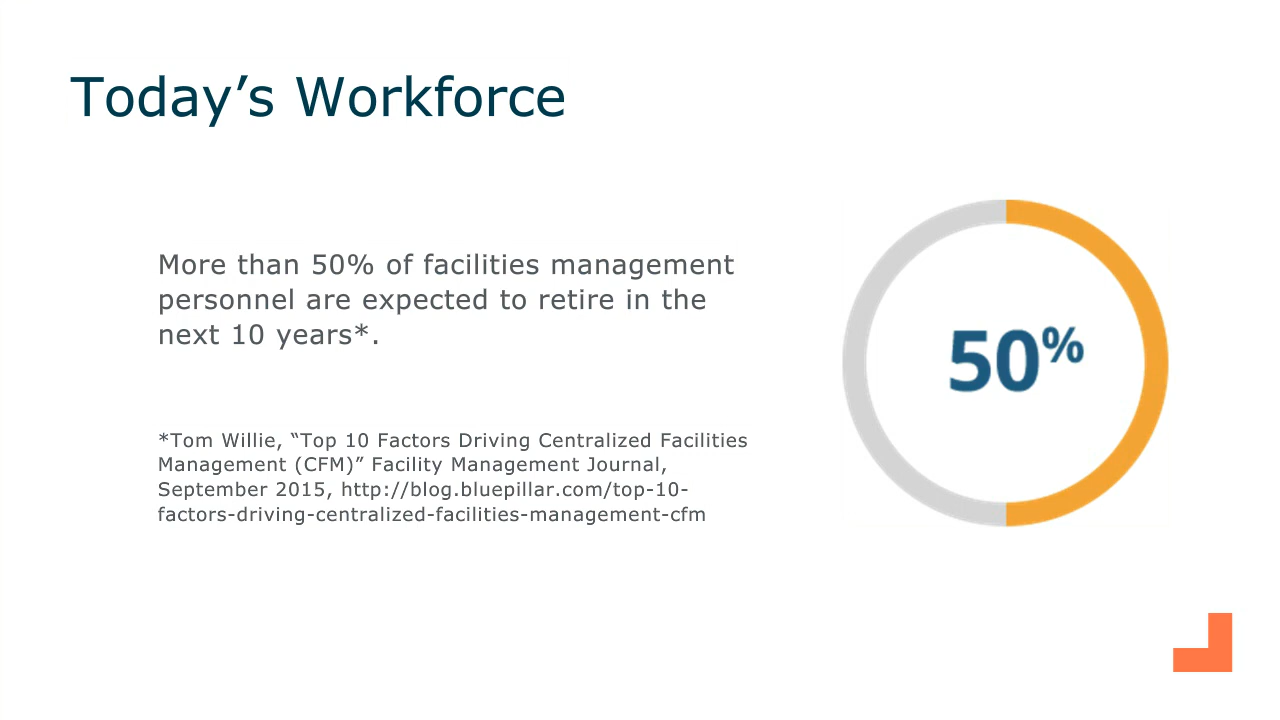 Today’s Workforce
More than 50% of facilities management
personnel are expected to retire in the
next 10 years*.
*Tom Willie, “Top 10 Factors Driving Centralized Facilities
Management (CFM)” Facility Management Journal,
September 2015, http://blog.bluepillar.com/top-10-
factors-driving-centralized-facilities-management-cfm
50%